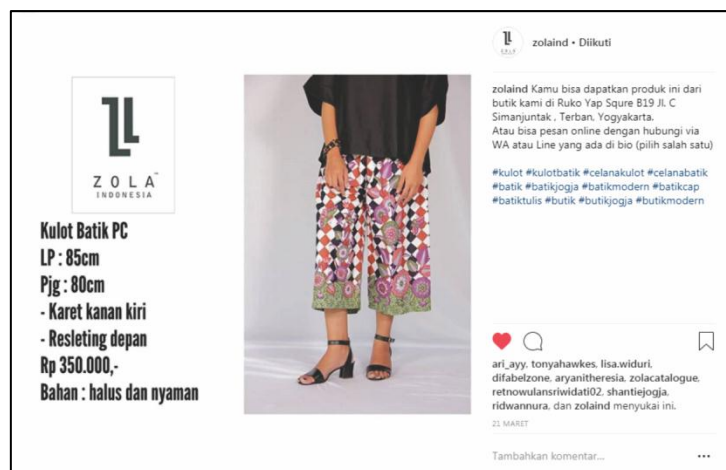 ZOLA
INDONESIA
Kulot Batik PC
LP : 85cm
Pjg : 80cm
- Karet kanan kiri
- Resleting depan
Rp 350.000,-
Bahan : halus dan nyaman
ZOLA
zolaind • Diikuti
zolaind Kamu bisa dapatkan produk ini dari
butik kami di Ruko Yap Squre B19 Jl. C
Simanjuntak , Terban, Yogyakarta.
Atau bisa pesan online dengan hubungi via
WA atau Line yang ada di bio (pilih salah satu)
#kulot #kulotbatik #celanakulot #celanabatik
#batik #batikjogja #batikmodern #batikcap
#batiktulis #butik #butikjogja #butikmodern
ari_ayy, tonyahawkes, lisa.widuri,
difabelzone, aryanitheresia, zolacatalogue,
retnowulansriwidati02, shantiejogja,
ridwannura, dan zolaind menyukai ini.
21 MARET
Tambahkan komentar...